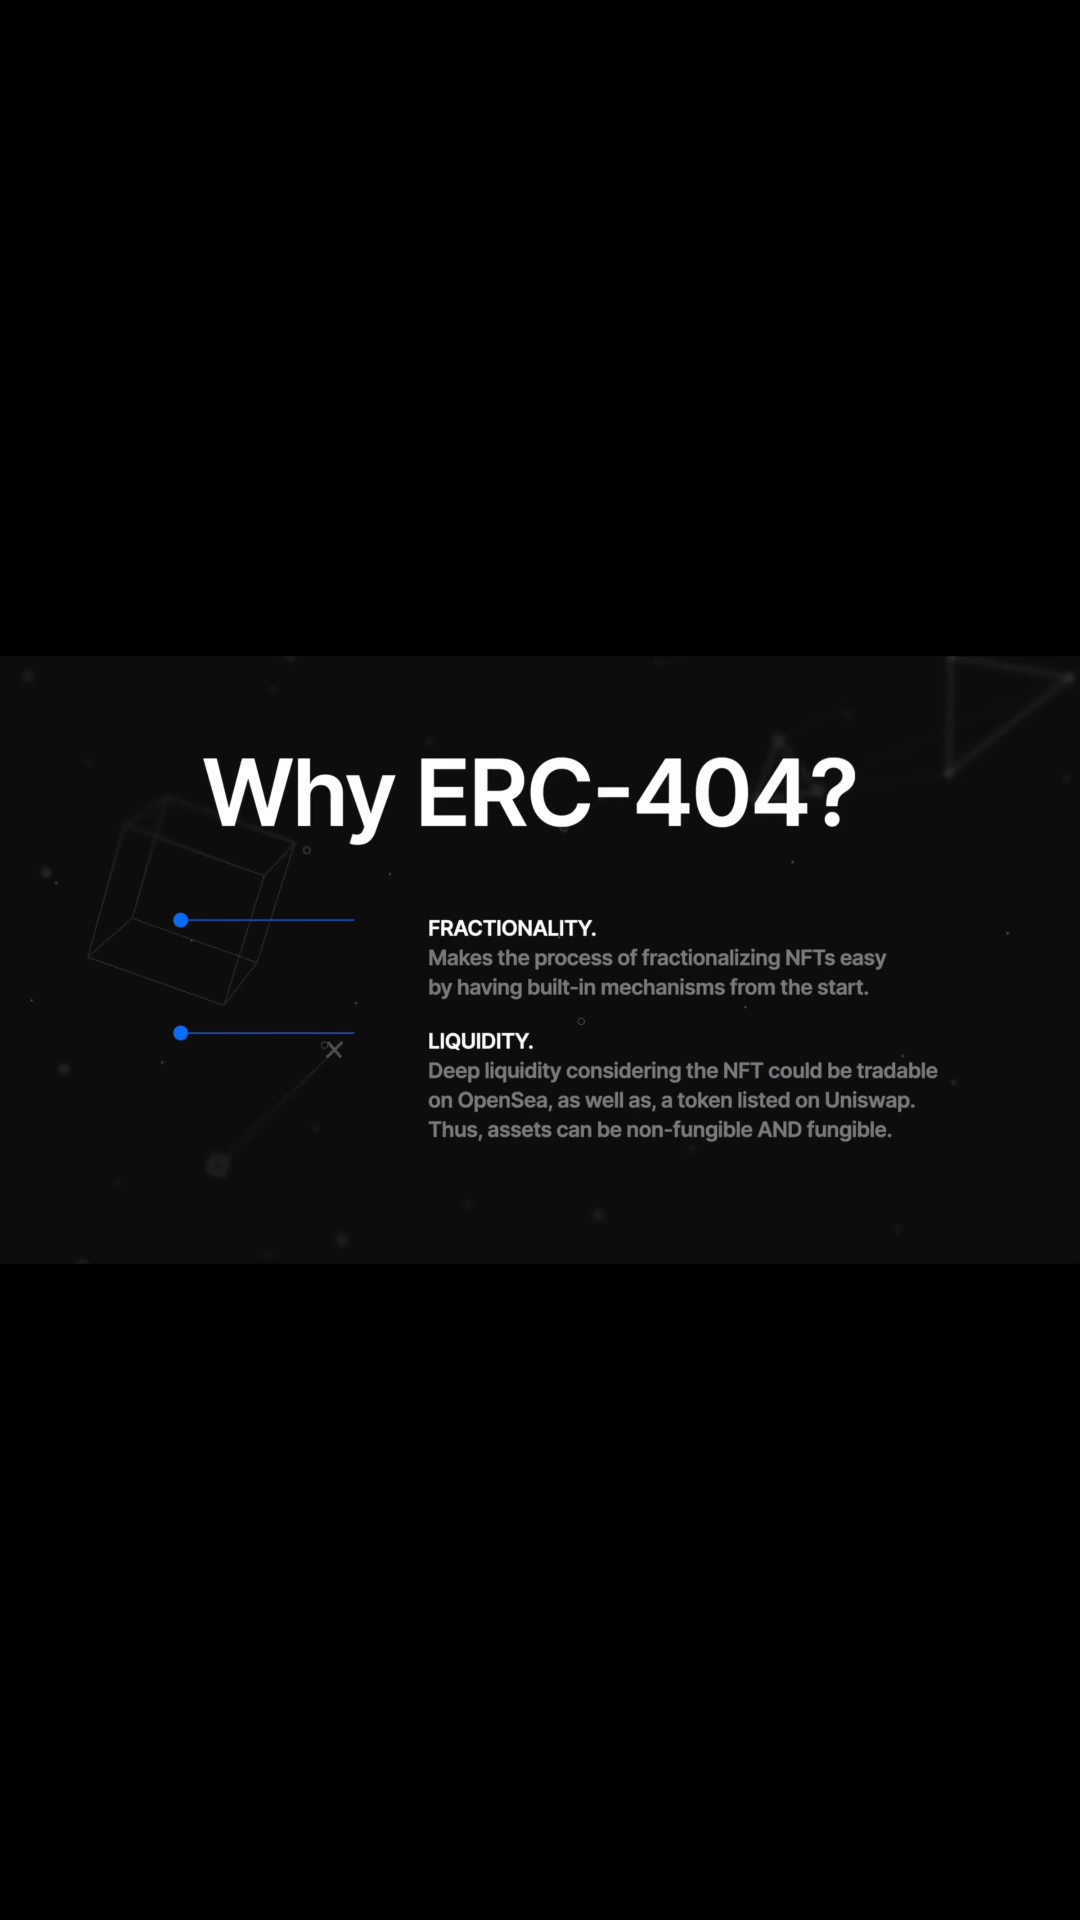 Why ERC-404?
FRACTIONALITY.
Makes the process of fractionalizing NFTs easy
by having built-in mechanisms from the start.
LIQUIDITY.
Deep liquidity considering the NFT could be tradable
on OpenSea, as well as, a token listed on Uniswap.
Thus, assets can be non-fungible AND fungible.